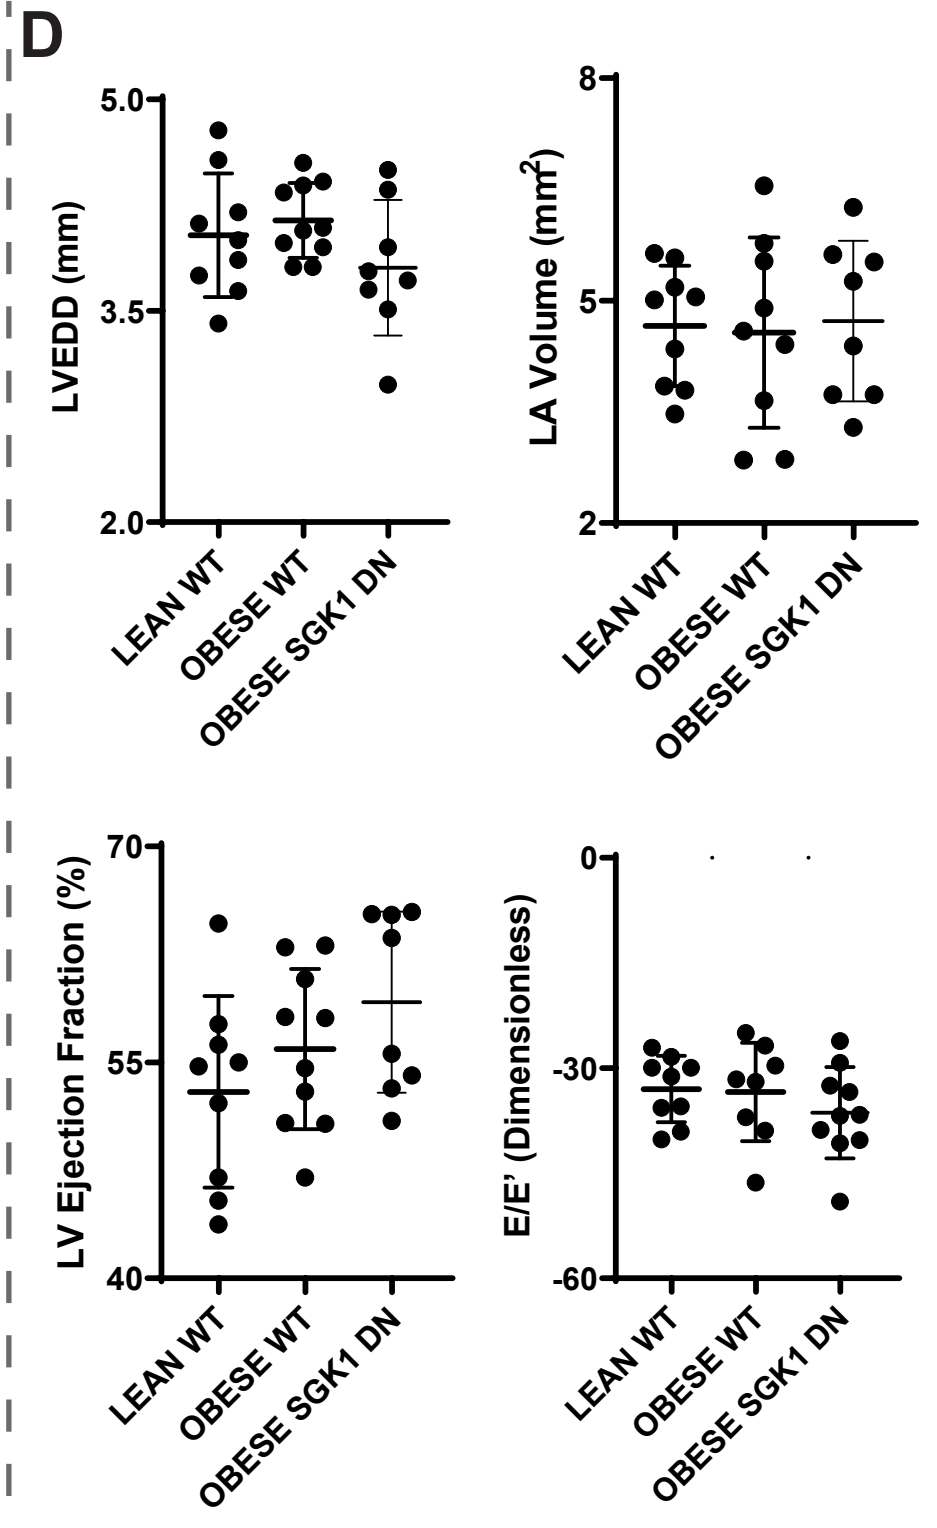 D
LVEDD (mm)
5.0
3.5
2.0
LEAN WT
OBESE WT
OBESE SGK1 DN
LA Volume (mm²)
8
5
2
LEAN WT
OBESE WT
OBESE SGK1 DN
LV Ejection Fraction (%)
70
55
40
LEAN WT
OBESE WT
OBESE SGK1 DN
E/E’ (Dimensionless)
0
-30
-60
LEAN WT
OBESE WT
OBESE SGK1 DN